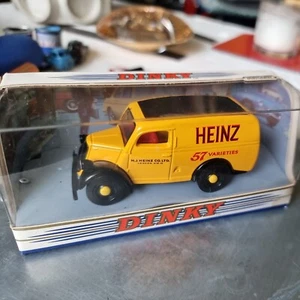 DINKY
HEINZ
57 VARIETIES
H.J. HEINZ CO. LTD.
DINKY